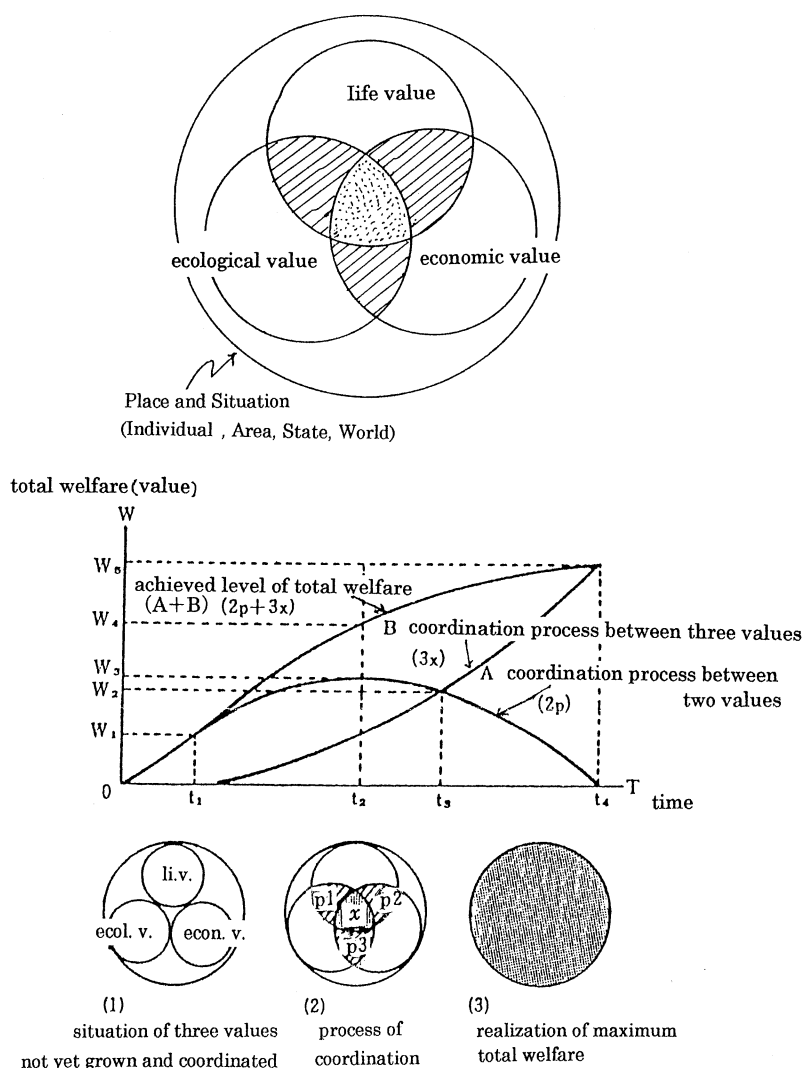 life value
ecological value
economic value
Place and Situation
(Individual , Area, State, World)
total welfare(value)
W
W₅
achieved level of total welfare
(A+B) (2p+3x)
W₄
B coordination process between three values
(3x)
W₃
A coordination process between
two values
W₂
(2p)
W₁
0
t₁
t₂
t₃
t₄
T
time
li.v.
ecol. v.
econ. v.
p1
p2
x
p3
(1)
(2)
(3)
situation of three values
not yet grown and coordinated
process of
coordination
realization of maximum
total welfare